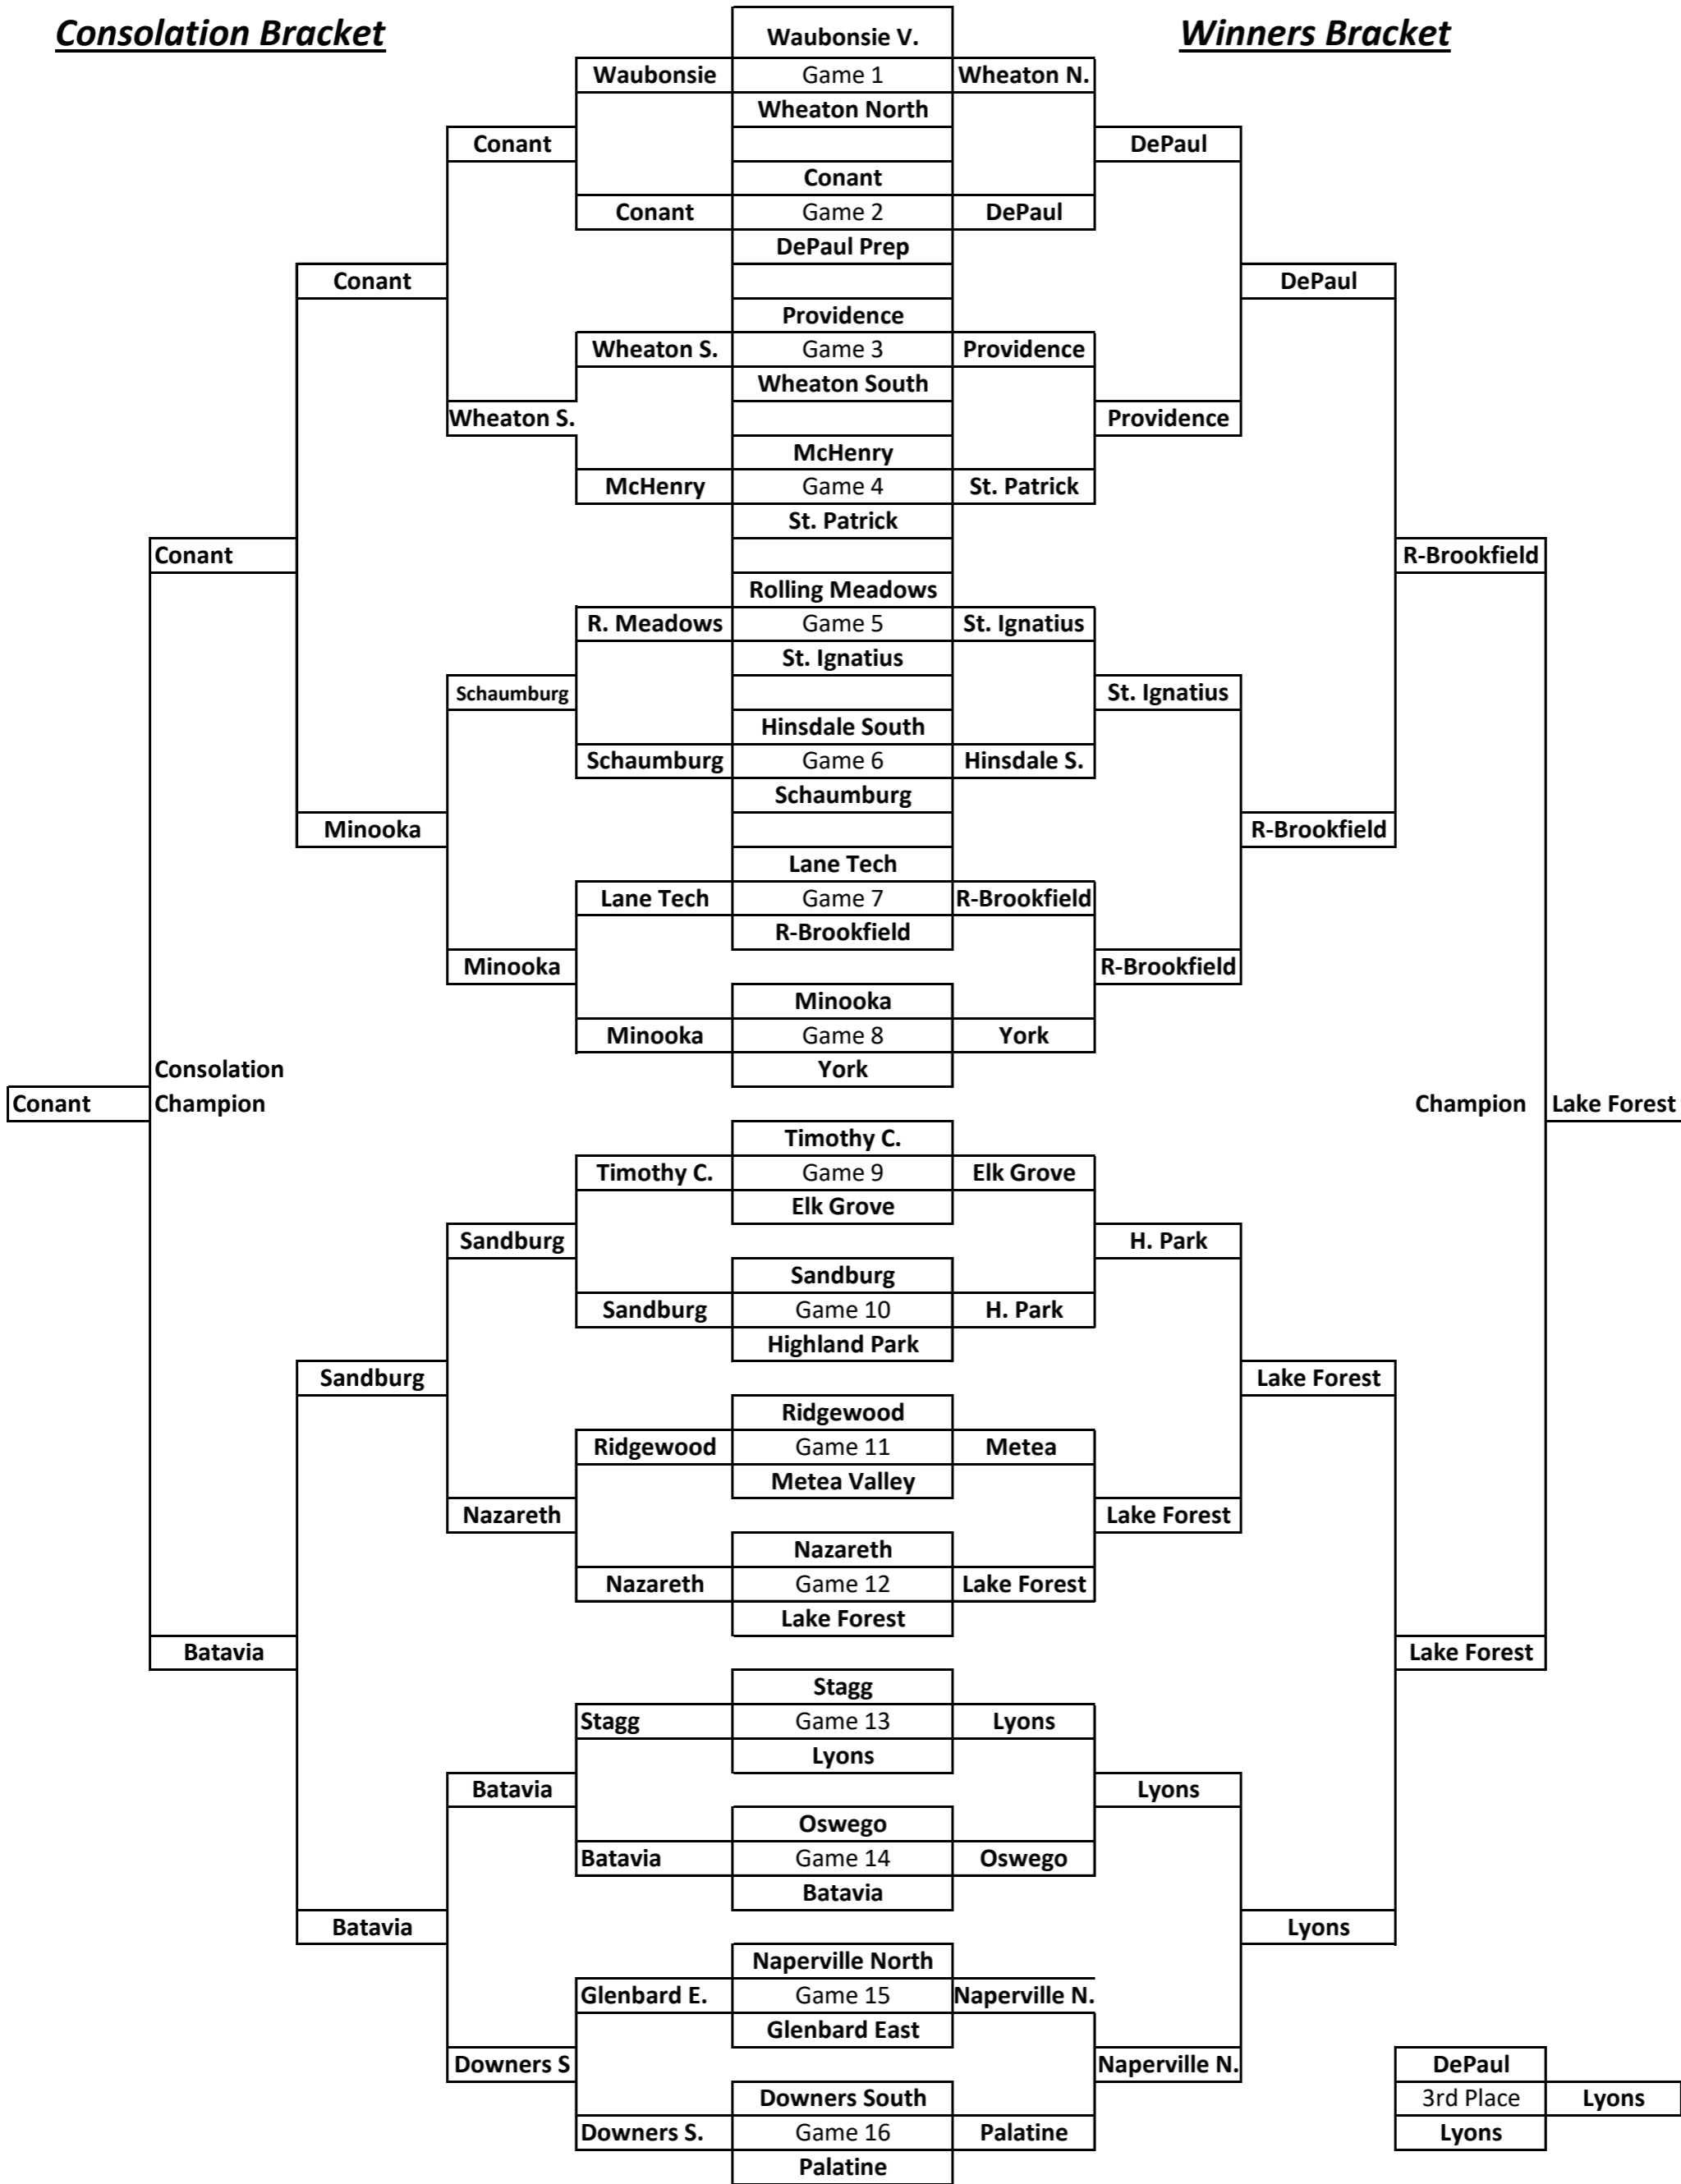 Consolation Bracket
Winners Bracket
Waubonsie V.
Waubonsie Game 1 Wheaton N.
Wheaton North
Conant DePaul
Conant
Conant Game 2 DePaul
DePaul Prep
Conant DePaul
Providence
Wheaton S. Game 3 Providence
Wheaton South
Wheaton S. Providence
McHenry
McHenry Game 4 St. Patrick
St. Patrick
Conant R-Brookfield
Rolling Meadows
R. Meadows Game 5 St. Ignatius
St. Ignatius
Schaumburg St. Ignatius
Hinsdale South
Schaumburg Game 6 Hinsdale S.
Schaumburg
Minooka R-Brookfield
Lane Tech
Lane Tech Game 7 R-Brookfield
R-Brookfield
Minooka R-Brookfield
Minooka
Minooka Game 8 York
Consolation York
Conant Champion Champion Lake Forest
Timothy C.
Timothy C. Game 9 Elk Grove
Elk Grove
Sandburg H. Park
Sandburg
Sandburg Game 10 H. Park
Highland Park
Sandburg Lake Forest
Ridgewood
Ridgewood Game 11 Metea
Metea Valley
Nazareth Lake Forest
Nazareth
Nazareth Game 12 Lake Forest
Lake Forest
Batavia Lake Forest
Stagg
Stagg Game 13 Lyons
Lyons
Batavia Lyons
Oswego
Batavia Game 14 Oswego
Batavia
Batavia Lyons
Naperville North
Glenbard E. Game 15 Naperville N.
Glenbard East
Downers S Naperville N. DePaul
Downers South 3rd Place Lyons
Downers S. Game 16 Palatine Lyons
Palatine